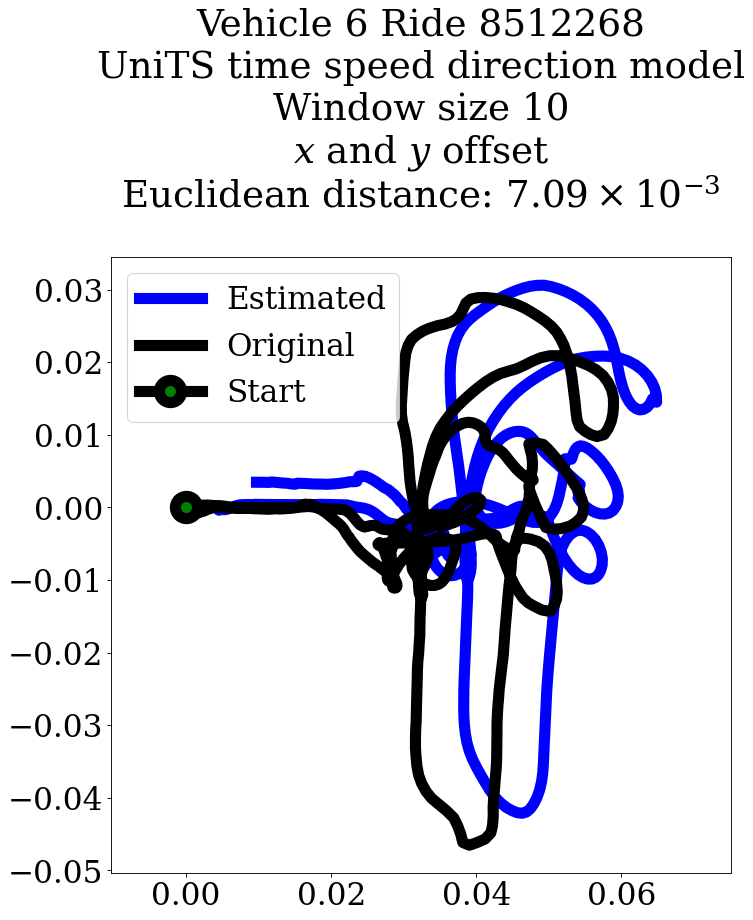 Vehicle 6 Ride 8512268
UniTS time speed direction model
Window size 10
x and y offset
Euclidean distance: 7.09 × 10⁻³
Estimated
Original
Start
0.03
0.02
0.01
0.00
−0.01
−0.02
−0.03
−0.04
−0.05
0.00 0.02 0.04 0.06